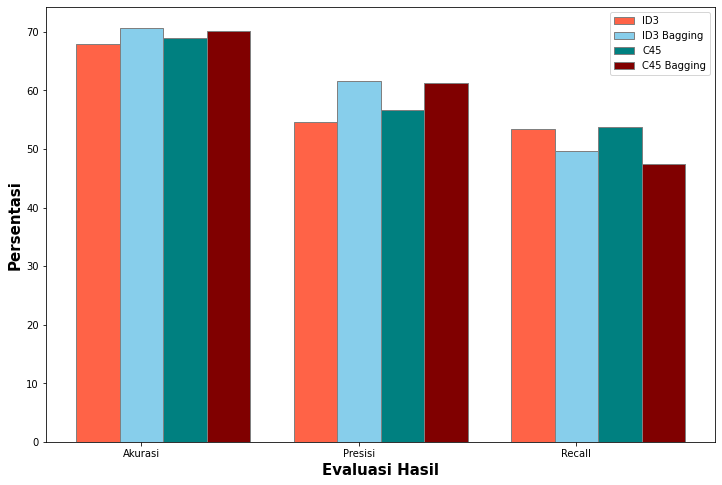 ID3
ID3 Bagging
C45
C45 Bagging
Persentasi
70
60
50
40
30
20
10
0
Akurasi Presisi Recall
Evaluasi Hasil